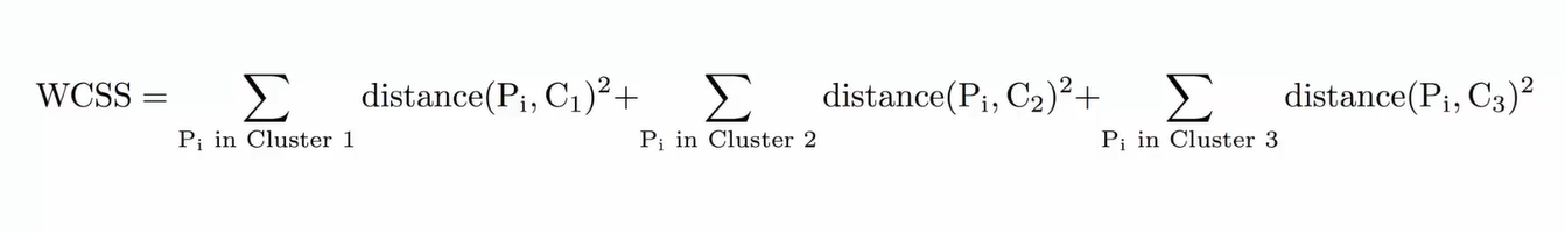 WCSS = ∑ distance(Pᵢ, C₁)² + ∑ distance(Pᵢ, C₂)² + ∑ distance(Pᵢ, C₃)²
Pᵢ in Cluster 1 Pᵢ in Cluster 2 Pᵢ in Cluster 3